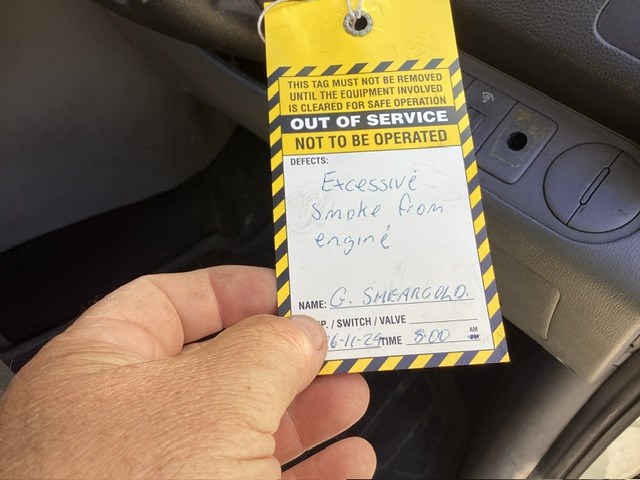 THIS TAG MUST NOT BE REMOVED
UNTIL THE EQUIPMENT INVOLVED
IS CLEARED FOR SAFE OPERATION
OUT OF SERVICE
NOT TO BE OPERATED
DEFECTS:
Excessive
Smoke from
engine
NAME: G. SMEARGOLD.
P. / SWITCH / VALVE
6-11-24 TIME 8:00 AM